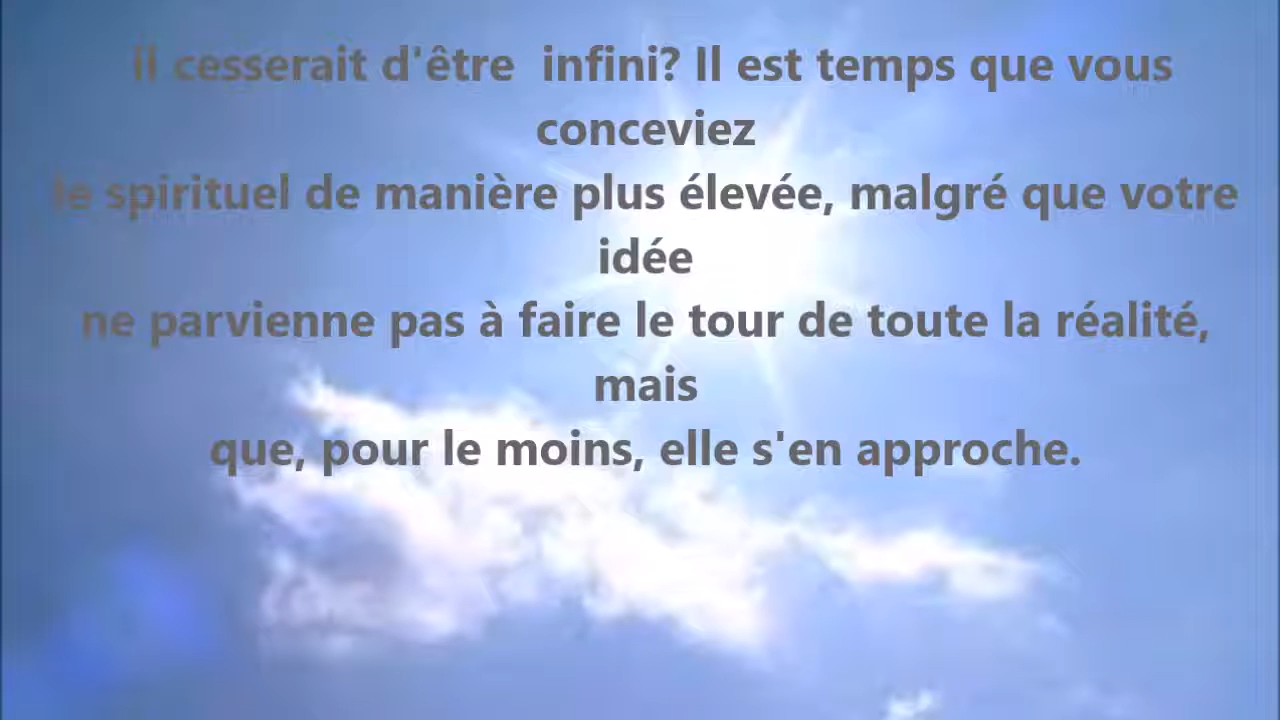 il cesserait d'être  infini? Il est temps que vous
conceviez
le spirituel de manière plus élevée, malgré que votre
idée
ne parvienne pas à faire le tour de toute la réalité,
mais
que, pour le moins, elle s'en approche.